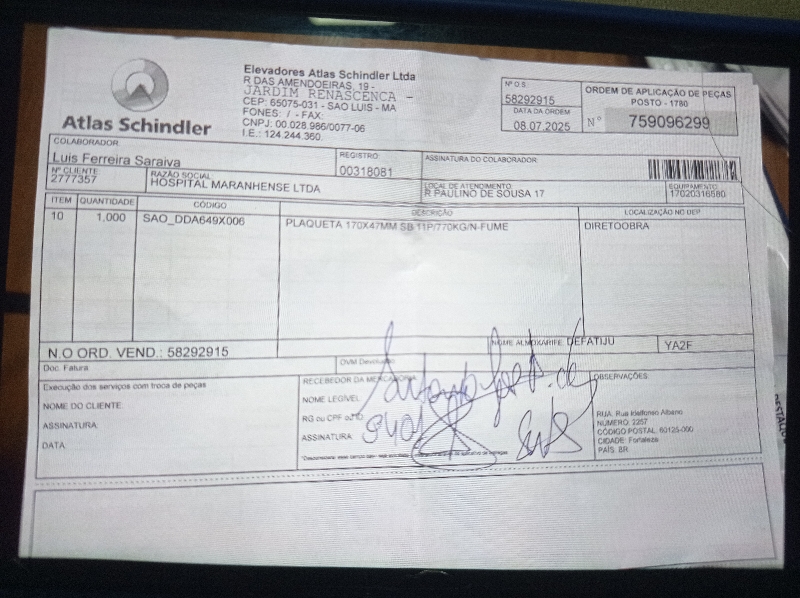 Atlas Schindler
Elevadores Atlas Schindler Ltda
R DAS AMENDOEIRAS, 19 -
JARDIM RENASCENCA -
CEP: 65075-031 - SAO LUIS - MA
FONES: / - FAX:
CNPJ: 00.028.986/0077-06
I.E.: 124.244.360.
Nº O.S.
58292915
DATA DA ORDEM
08.07.2025
ORDEM DE APLICAÇÃO DE PEÇAS
POSTO - 1780
Nº 759096299
COLABORADOR
Luis Ferreira Saraiva
REGISTRO
00318081
ASSINATURA DO COLABORADOR
Nº CLIENTE
2777357
RAZÃO SOCIAL
HOSPITAL MARANHENSE LTDA
LOCAL DE ATENDIMENTO
R PAULINO DE SOUSA 17
EQUIPAMENTO
17020316580
ITEM QUANTIDADE CÓDIGO DESCRIÇÃO LOCALIZAÇÃO NO DEP
10 1,000 SAO_DDA649X006 PLAQUETA 170X47MM SB 11P/770KG/N-FUME DIRETOOBRA
N.O ORD. VEND.: 58292915
NOME ALMOXARIFE DEFATIJU
YA2F
Doc. Fatura
OVM Devolução
Execução dos serviços com troca de peças
NOME DO CLIENTE:
ASSINATURA:
DATA:
RECEBEDOR DA MERCADORIA
NOME LEGÍVEL:
RG ou CPF ou
ASSINATURA:
OBSERVAÇÕES:
RUA: Rua Idelfonso Albano
NÚMERO: 2257
CÓDIGO POSTAL: 60125-000
CIDADE: Fortaleza
PAÍS: BR